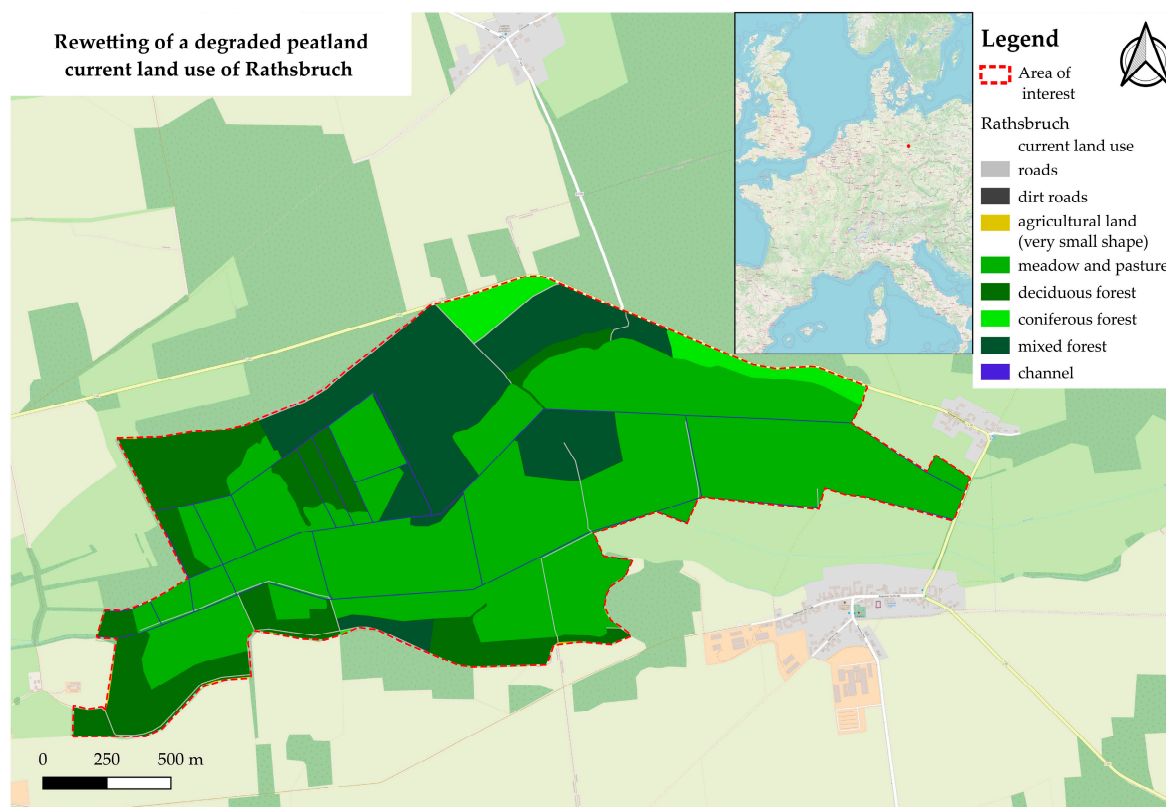 Rewetting of a degraded peatland
current land use of Rathsbruch
Legend
Area of
interest
Rathsbruch
current land use
roads
dirt roads
agricultural land
(very small shape)
meadow and pasture
deciduous forest
coniferous forest
mixed forest
channel
0 250 500 m